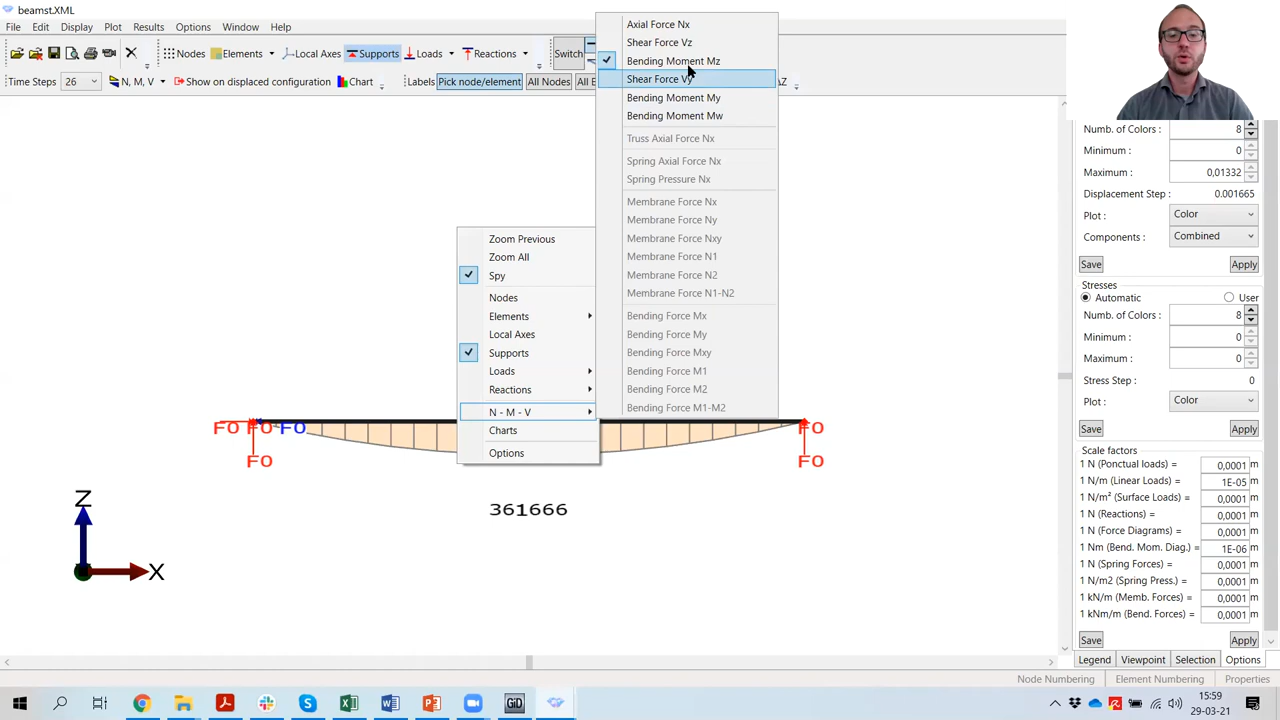 beamst.XML
File Edit Display Plot Results Settings Window Help
Nodes Elements Local Axes Supports Loads Reactions Switch
Time Steps 26 N, M, V Show on displaced configuration Chart Labels Pick node/element All Nodes All E AZ
Axial Force Nx
Shear Force Vz
Bending Moment Mz
Shear Force Vy
Bending Moment My
Bending Moment Mw
Truss Axial Force Nx
Spring Axial Force Nx
Spring Pressure Nx
Membrane Force Nx
Membrane Force Ny
Membrane Force Nxy
Membrane Force N1
Membrane Force N2
Membrane Force N1-N2
Bending Force Mx
Bending Force My
Bending Force Mxy
Bending Force M1
Bending Force M2
Bending Force M1-M2
Zoom Previous
Zoom All
Spy
Nodes
Elements
Local Axes
Supports
Loads
Reactions
N - M - V
Charts
Options
F0 F0 F0
F0
F0
F0
361666
Z
X
Numb. of Colors : 8
Minimum : 0
Maximum : 0,01332
Displacement Step : 0.001665
Plot : Color
Components : Combined
Save Apply
Stresses
Automatic User
Numb. of Colors : 8
Minimum : 0
Maximum : 0
Stress Step : 0
Plot : Color
Save Apply
Scale factors
1 N (Ponctual loads) = 0,0001 m
1 N/m (Linear Loads) = 1E-05 m
1 N/m² (Surface Loads) = 0,0001 m
1 N (Reactions) = 0,0001 m
1 N (Force Diagrams) = 0,0001 m
1 Nm (Bend. Mom. Diag.) = 1E-06 m
1 N (Spring Forces) = 0,0001 m
1 N/m2 (Spring Press.) = 0,0001 m
1 kN/m (Memb. Forces) = 0,0001 m
1 kNm/m (Bend. Forces) = 0,0001 m
Save Apply
Legend Viewpoint Selection Options
Node Numbering Element Numbering Properties
GiD
15:59
29-03-21